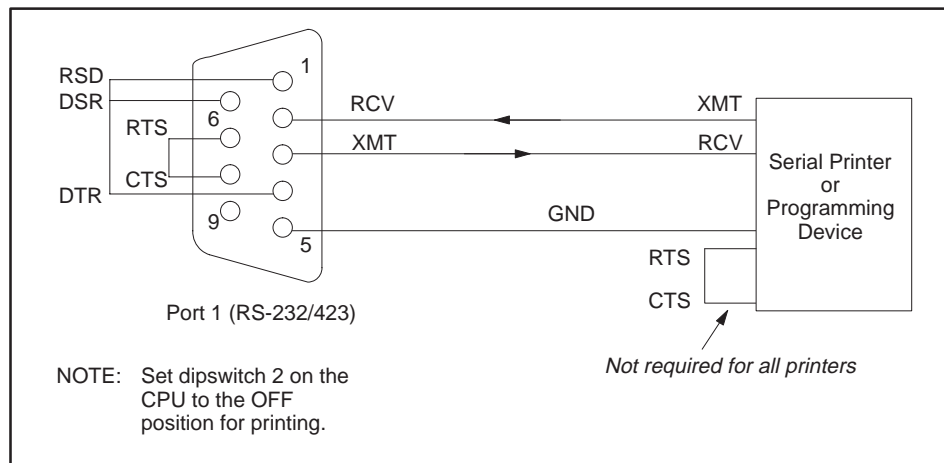 RSD
DSR
RTS
CTS
DTR
1
6
9
5
RCV
XMT
XMT
RCV
GND
RTS
CTS
Serial Printer
or
Programming
Device
Port 1 (RS-232/423)
Not required for all printers
NOTE: Set dipswitch 2 on the
CPU to the OFF
position for printing.